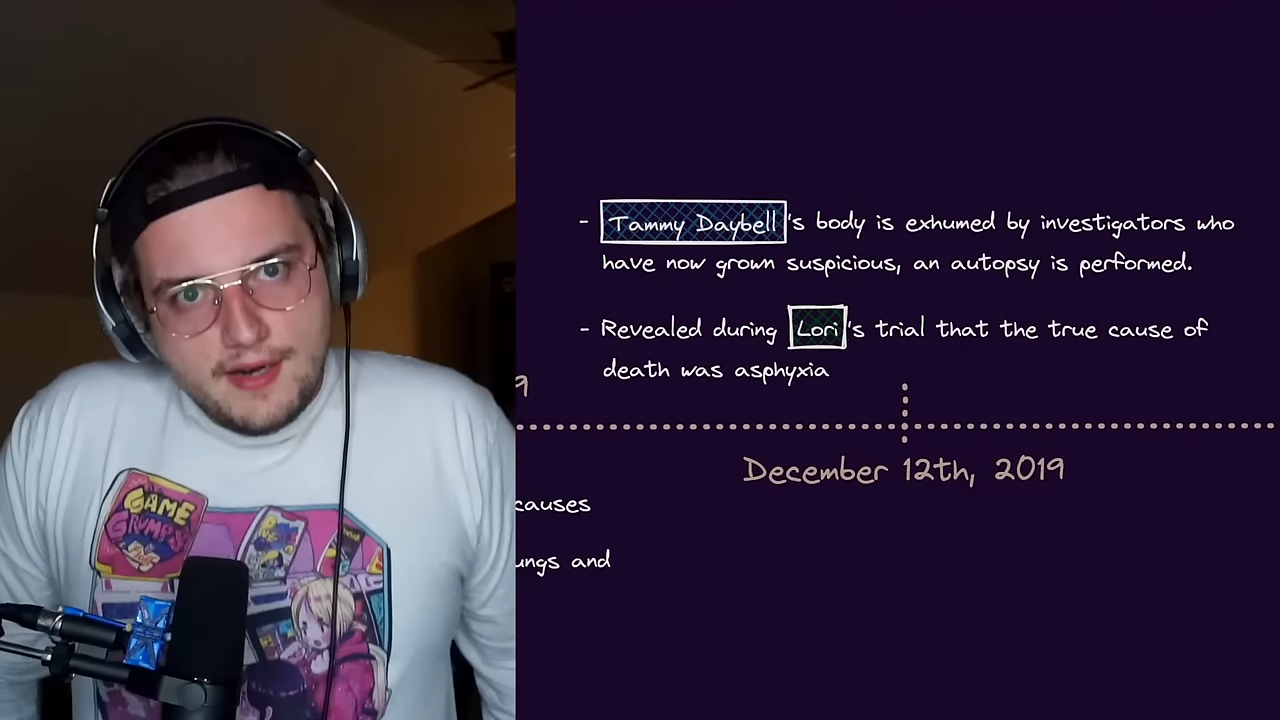 - Tammy Daybell's body is exhumed by investigators who
have now grown suspicious, an autopsy is performed.
- Revealed during Lori's trial that the true cause of
death was asphyxia
9
December 12th, 2019
causes
ungs and
GAME
GRUMPS